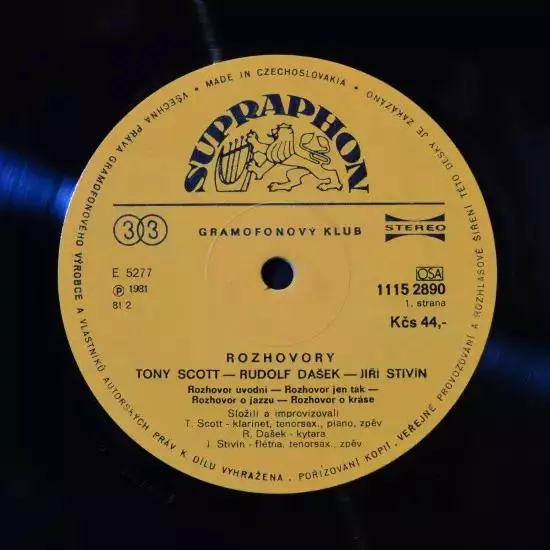 • MADE IN CZECHOSLOVAKIA •
VŠECHNA PRÁVA GRAMOFONOVÉHO VÝROBCE A VLASTNÍKŮ AUTORSKÝCH PRÁV K DÍLU VYHRAŽENA. POŘIZOVÁNÍ KOPIÍ, VEŘEJNÉ PROVOZOVÁNÍ A ROZHLASOVÉ ŠÍŘENÍ TÉTO DESKY JE ZAKÁZÁNO
SUPRAPHON
33
GRAMOFONOVÝ KLUB
STEREO
E 5277
OSA
Ⓟ 1981
1115 2890
81 2
1. strana
Kčs 44,-
ROZHOVORY
TONY SCOTT — RUDOLF DAŠEK — JIŘÍ STIVÍN
Rozhovor úvodní — Rozhovor jen tak —
Rozhovor o jazzu — Rozhovor o kráse
Složili a improvizovali
T. Scott - klarinet, tenorsax., piano, zpěv
R. Dašek - kytara
J. Stivín - flétna, tenorsax., zpěv